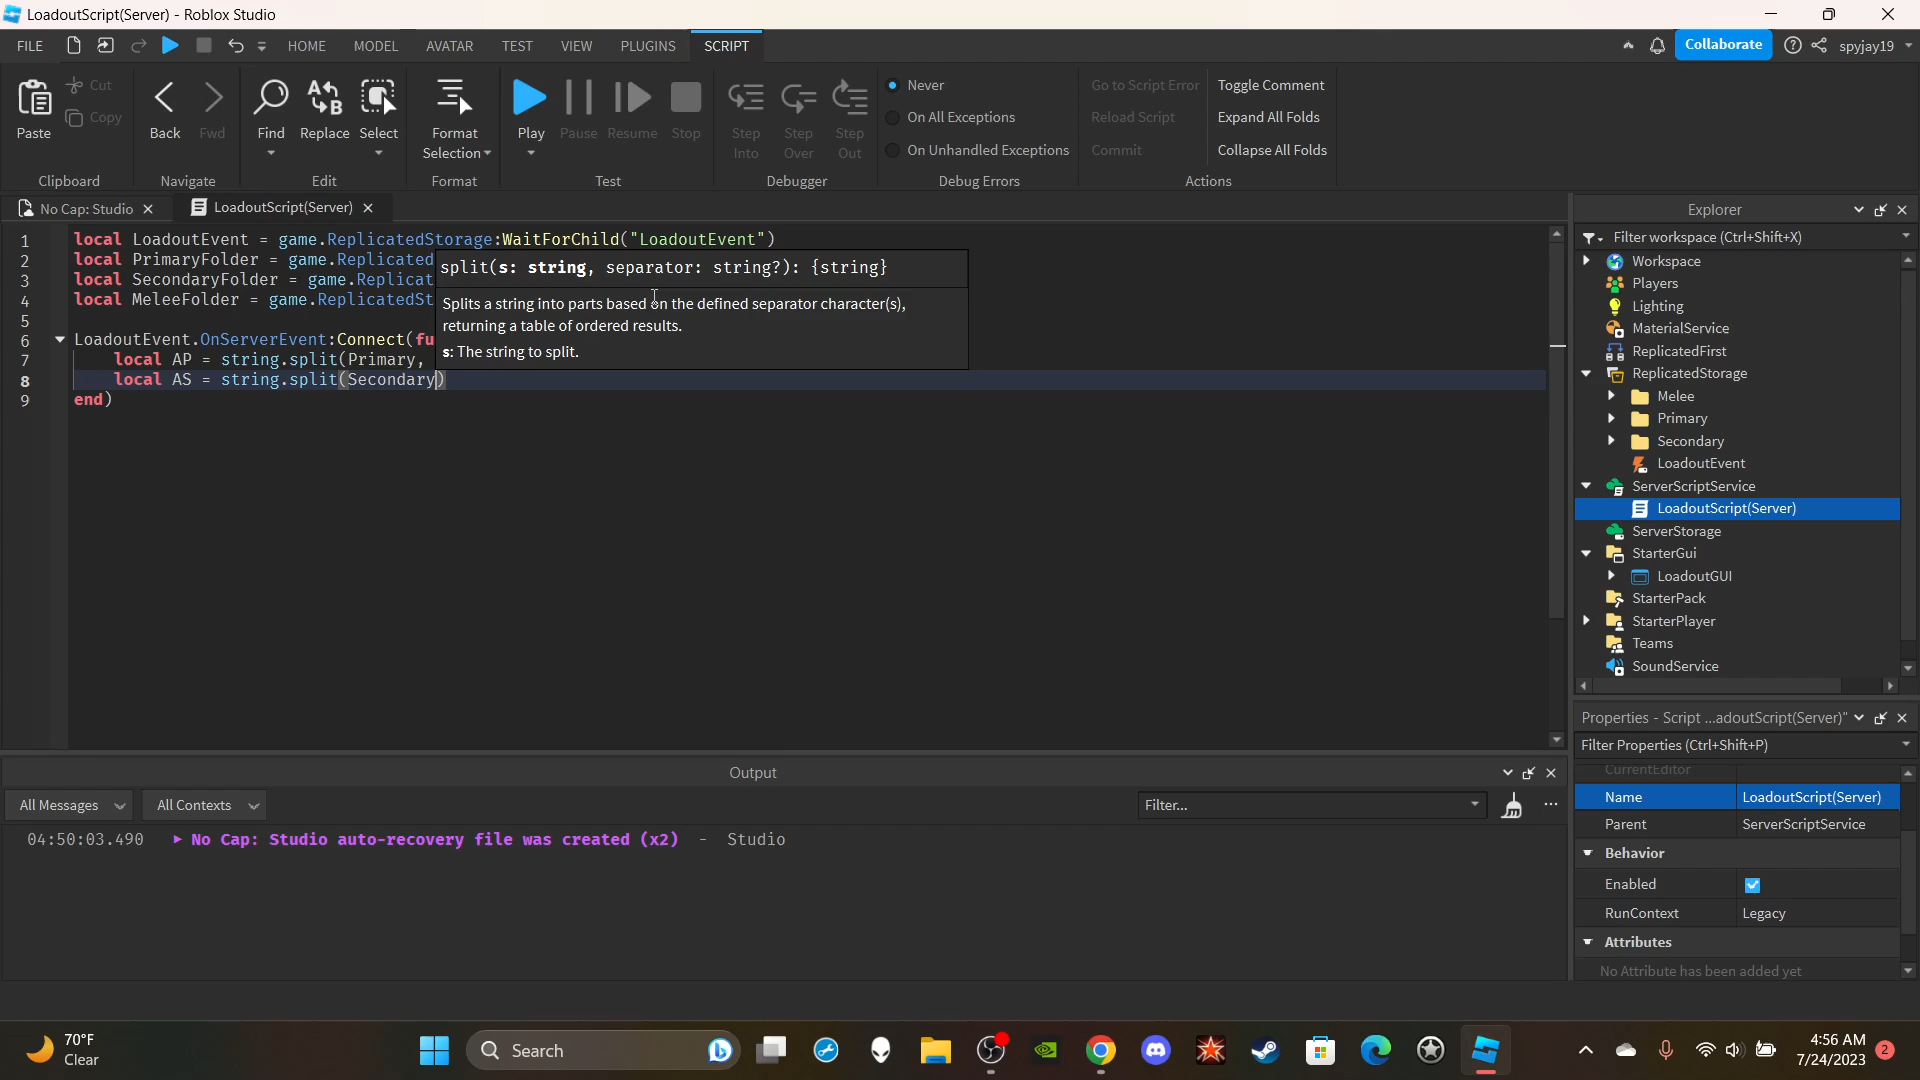 LoadoutScript(Server) - Roblox Studio
FILE HOME MODEL AVATAR TEST VIEW PLUGINS SCRIPT Collaborate spyjay19
Paste Cut Copy
Clipboard
Back Fwd
Navigate
Find Replace Select
Edit
Format Selection
Format
Play Pause Resume Stop
Test
Step Into Step Over Step Out
Debugger
Never
On All Exceptions
On Unhandled Exceptions
Debug Errors
Go to Script Error
Reload Script
Commit
Toggle Comment
Expand All Folds
Collapse All Folds
Actions
No Cap: Studio LoadoutScript(Server)
1 local LoadoutEvent = game.ReplicatedStorage:WaitForChild("LoadoutEvent")
2 local PrimaryFolder = game.Replicated
3 local SecondaryFolder = game.Replicat
4 local MeleeFolder = game.ReplicatedSt
5
6 LoadoutEvent.OnServerEvent:Connect(fu
7 local AP = string.split(Primary,
8 local AS = string.split(Secondary)
9 end)
split(s: string, separator: string?): {string}
Splits a string into parts based on the defined separator character(s),
returning a table of ordered results.
s: The string to split.
Explorer
Filter workspace (Ctrl+Shift+X)
Workspace
Players
Lighting
MaterialService
ReplicatedFirst
ReplicatedStorage
Melee
Primary
Secondary
LoadoutEvent
ServerScriptService
LoadoutScript(Server)
ServerStorage
StarterGui
LoadoutGUI
StarterPack
StarterPlayer
Teams
SoundService
Properties - Script ...adoutScript(Server)"
Filter Properties (Ctrl+Shift+P)
CurrentEditor
Name LoadoutScript(Server)
Parent ServerScriptService
Behavior
Enabled
RunContext Legacy
Attributes
No Attribute has been added yet
Output
All Messages All Contexts Filter...
04:50:03.490 No Cap: Studio auto-recovery file was created (x2) - Studio
70°F
Clear
Search
4:56 AM
7/24/2023
2